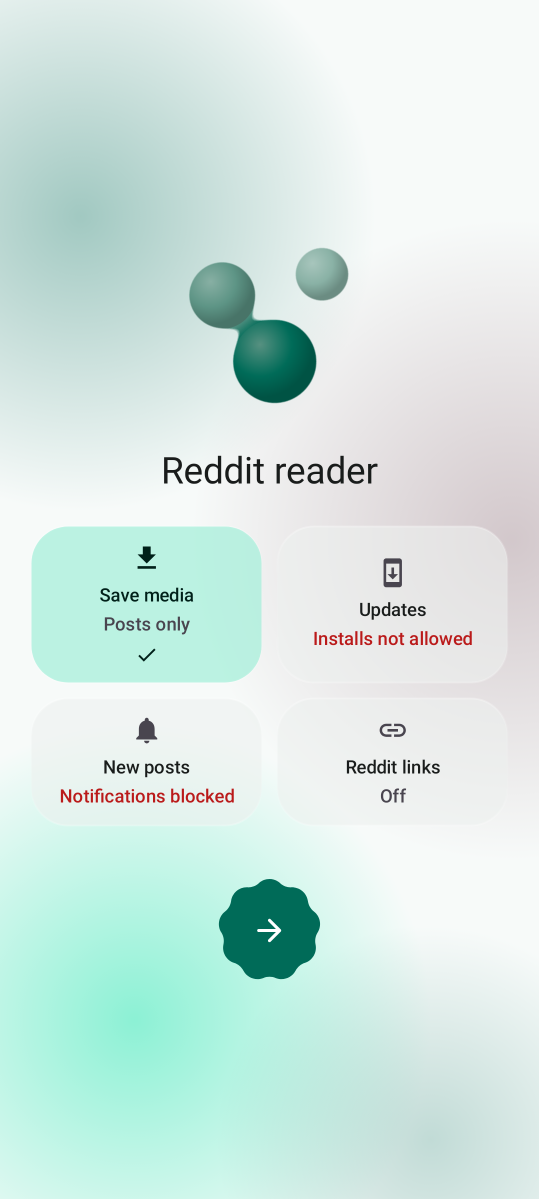 Reddit reader
Save media
Posts only
Updates
Installs not allowed
New posts
Notifications blocked
Reddit links
Off